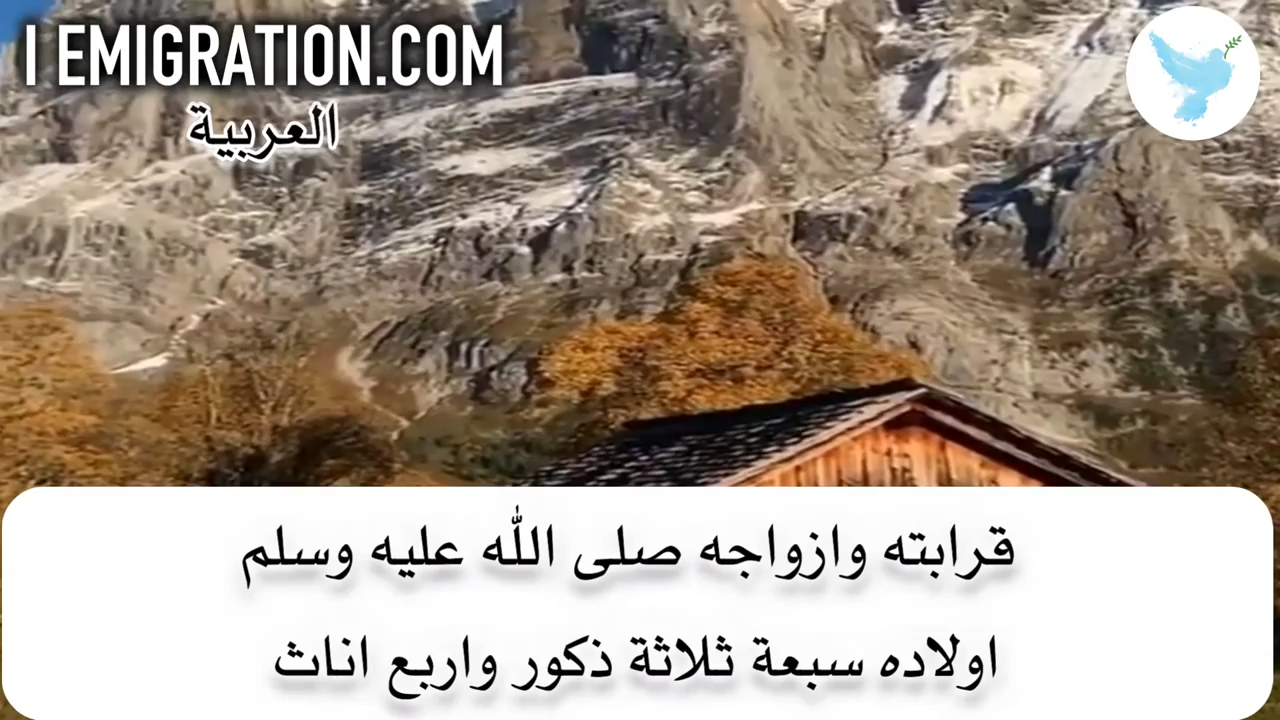 I EMIGRATION.COM
العربية
قرابته وازواجه صلى الله عليه وسلم
اولاده سبعة ثلاثة ذكور واربع اناث